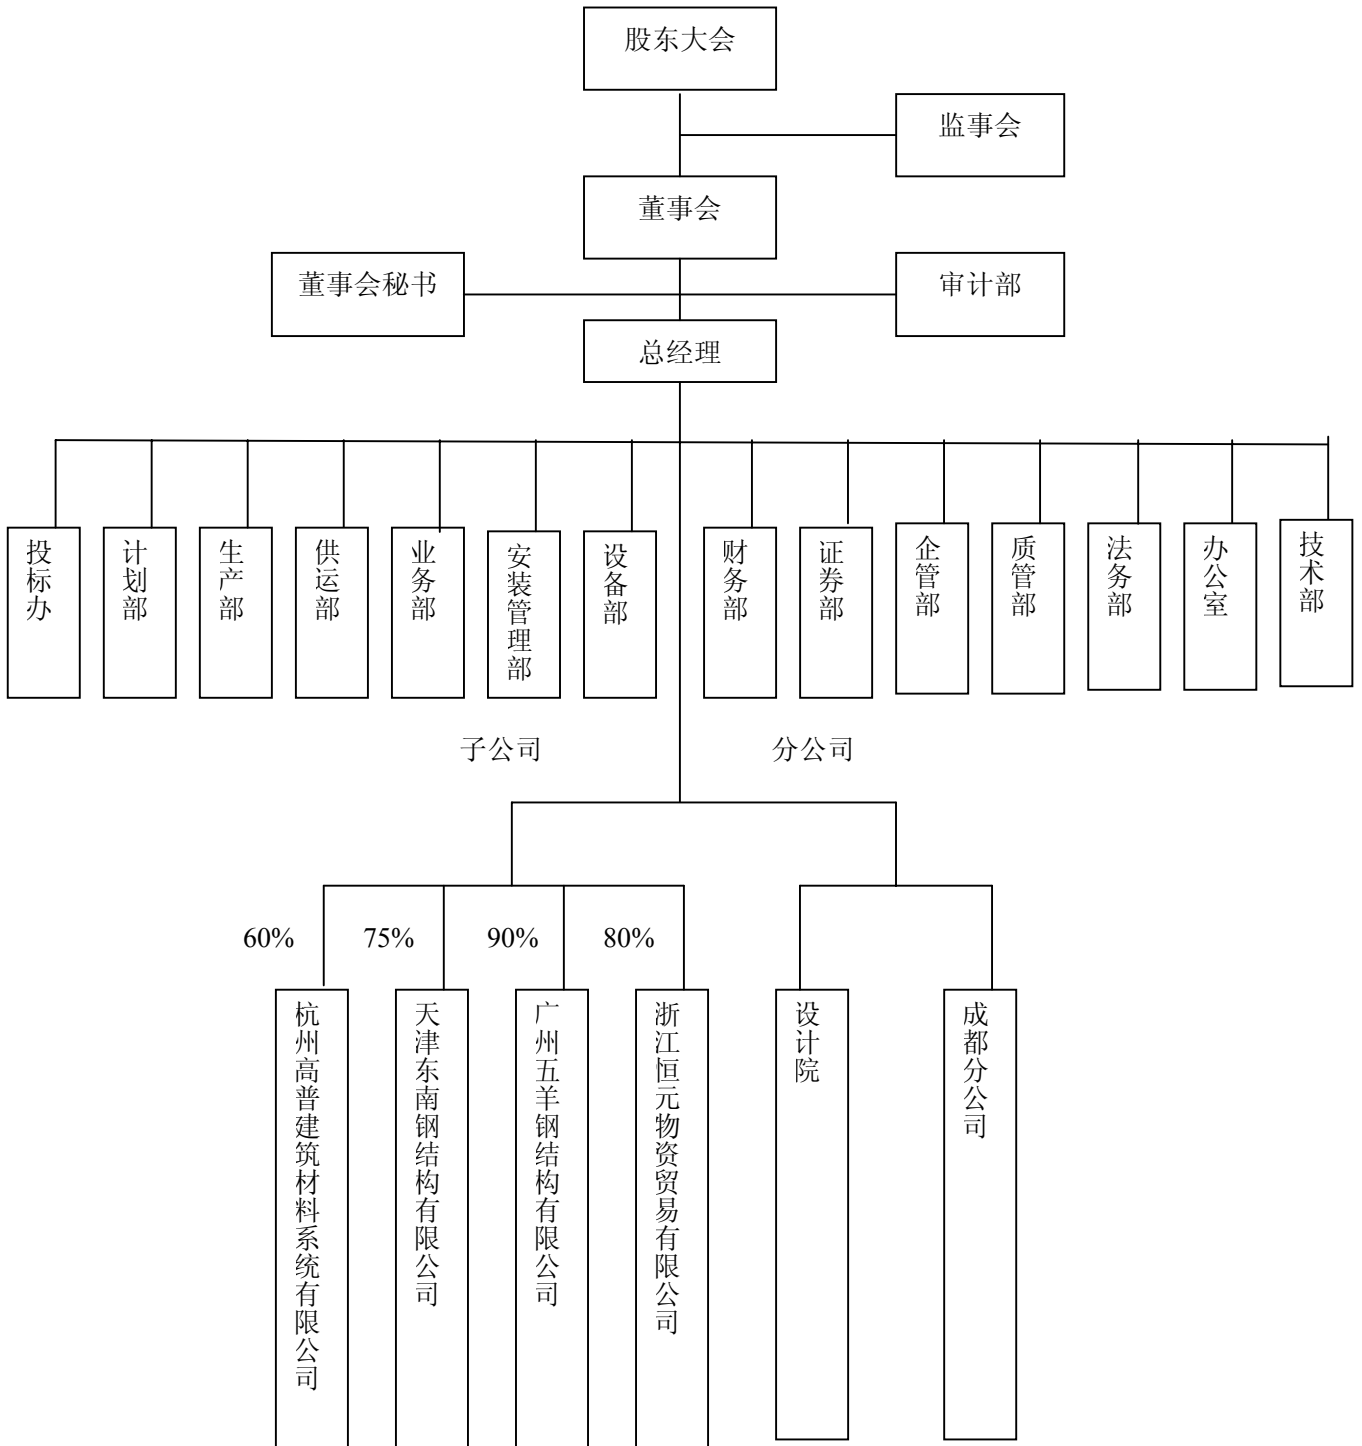 股东大会
监事会
董事会
董事会秘书
审计部
总经理
投标办
计划部
生产部
供运部
业务部
安装管理部
设备部
财务部
证券部
企管部
质管部
法务部
办公室
技术部
子公司
分公司
60%
75%
90%
80%
杭州高普建筑材料系统有限公司
天津东南钢结构有限公司
广州五羊钢结构有限公司
浙江恒元物资贸易有限公司
设计院
成都分公司